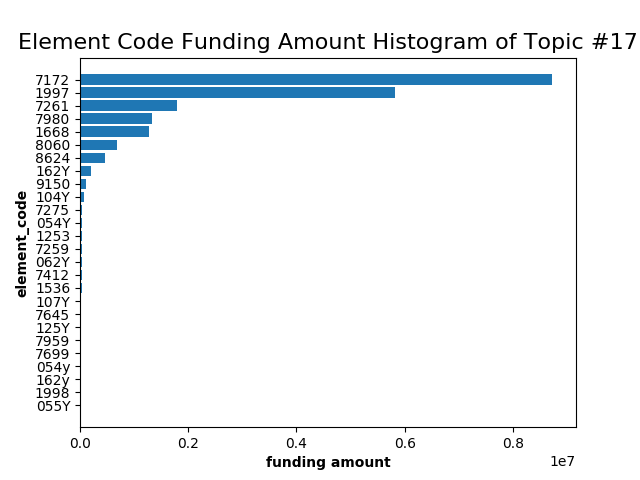 Element Code Funding Amount Histogram of Topic #17
7172
1997
7261
7980
1668
8060
8624
162Y
9150
104Y
7275
054Y
1253
7259
062Y
7412
1536
107Y
7645
125Y
7959
7699
054y
162y
1998
055Y
element_code
0.0 0.2 0.4 0.6 0.8
1e7
funding amount